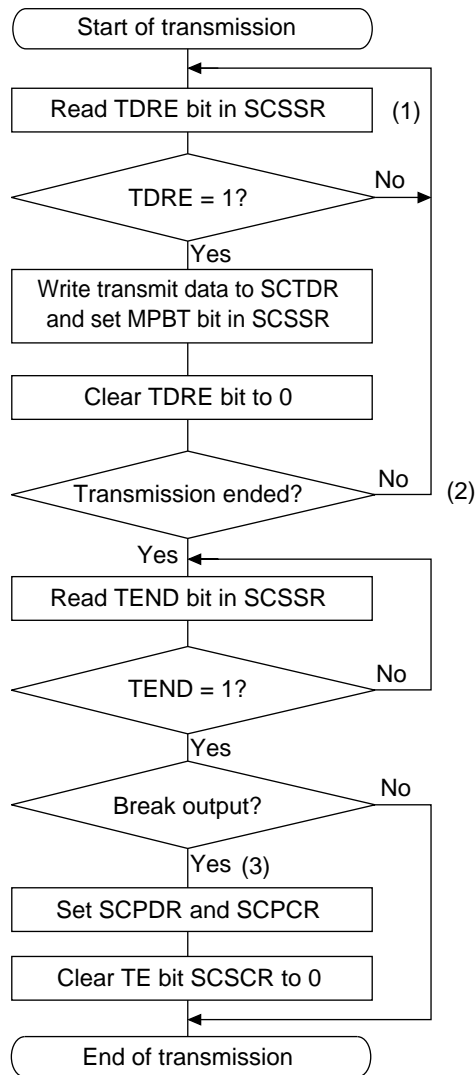 Start of transmission
Read TDRE bit in SCSSR
(1)
TDRE = 1?
No
Yes
Write transmit data to SCTDR
and set MPBT bit in SCSSR
Clear TDRE bit to 0
Transmission ended?
No
(2)
Yes
Read TEND bit in SCSSR
TEND = 1?
No
Yes
Break output?
No
Yes (3)
Set SCPDR and SCPCR
Clear TE bit SCSCR to 0
End of transmission